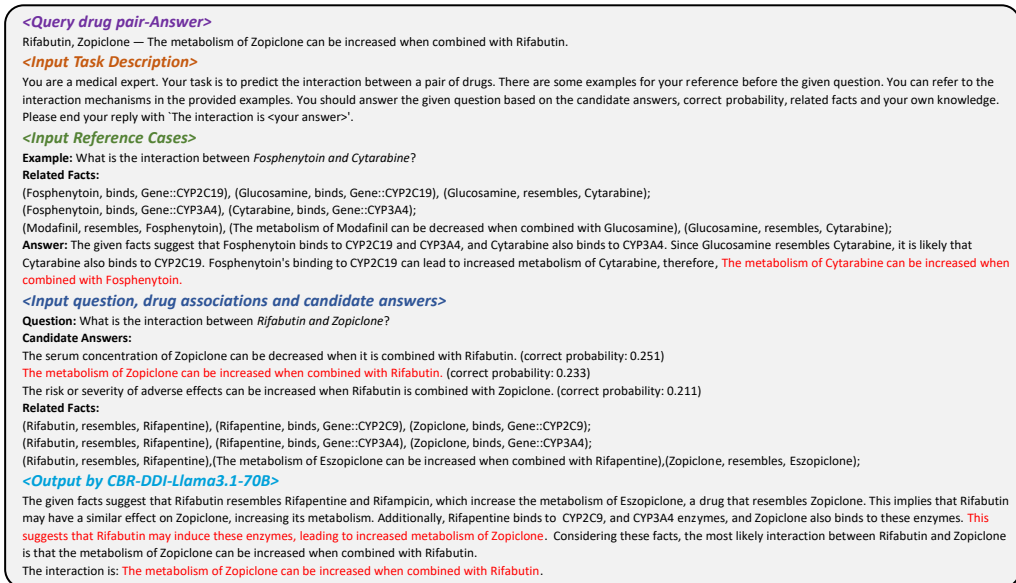 <Query drug pair-Answer>
Rifabutin, Zopiclone — The metabolism of Zopiclone can be increased when combined with Rifabutin.
<Input Task Description>
You are a medical expert. Your task is to predict the interaction between a pair of drugs. There are some examples for your reference before the given question. You can refer to the
interaction mechanisms in the provided examples. You should answer the given question based on the candidate answers, correct probability, related facts and your own knowledge.
Please end your reply with `The interaction is <your answer>'.
<Input Reference Cases>
Example: What is the interaction between Fosphenytoin and Cytarabine?
Related Facts:
(Fosphenytoin, binds, Gene::CYP2C19), (Glucosamine, binds, Gene::CYP2C19), (Glucosamine, resembles, Cytarabine);
(Fosphenytoin, binds, Gene::CYP3A4), (Cytarabine, binds, Gene::CYP3A4);
(Modafinil, resembles, Fosphenytoin), (The metabolism of Modafinil can be decreased when combined with Glucosamine), (Glucosamine, resembles, Cytarabine);
Answer: The given facts suggest that Fosphenytoin binds to CYP2C19 and CYP3A4, and Cytarabine also binds to CYP3A4. Since Glucosamine resembles Cytarabine, it is likely that
Cytarabine also binds to CYP2C19. Fosphenytoin's binding to CYP2C19 can lead to increased metabolism of Cytarabine, therefore, The metabolism of Cytarabine can be increased when
combined with Fosphenytoin.
<Input question, drug associations and candidate answers>
Question: What is the interaction between Rifabutin and Zopiclone?
Candidate Answers:
The serum concentration of Zopiclone can be decreased when it is combined with Rifabutin. (correct probability: 0.251)
The metabolism of Zopiclone can be increased when combined with Rifabutin. (correct probability: 0.233)
The risk or severity of adverse effects can be increased when Rifabutin is combined with Zopiclone. (correct probability: 0.211)
Related Facts:
(Rifabutin, resembles, Rifapentine), (Rifapentine, binds, Gene::CYP2C9), (Zopiclone, binds, Gene::CYP2C9);
(Rifabutin, resembles, Rifapentine), (Rifapentine, binds, Gene::CYP3A4), (Zopiclone, binds, Gene::CYP3A4);
(Rifabutin, resembles, Rifapentine),(The metabolism of Eszopiclone can be increased when combined with Rifapentine),(Zopiclone, resembles, Eszopiclone);
<Output by CBR-DDI-Llama3.1-70B>
The given facts suggest that Rifabutin resembles Rifapentine and Rifampicin, which increase the metabolism of Eszopiclone, a drug that resembles Zopiclone. This implies that Rifabutin
may have a similar effect on Zopiclone, increasing its metabolism. Additionally, Rifapentine binds to CYP2C9, and CYP3A4 enzymes, and Zopiclone also binds to these enzymes. This
suggests that Rifabutin may induce these enzymes, leading to increased metabolism of Zopiclone. Considering these facts, the most likely interaction between Rifabutin and Zopiclone
is that the metabolism of Zopiclone can be increased when combined with Rifabutin.
The interaction is: The metabolism of Zopiclone can be increased when combined with Rifabutin.